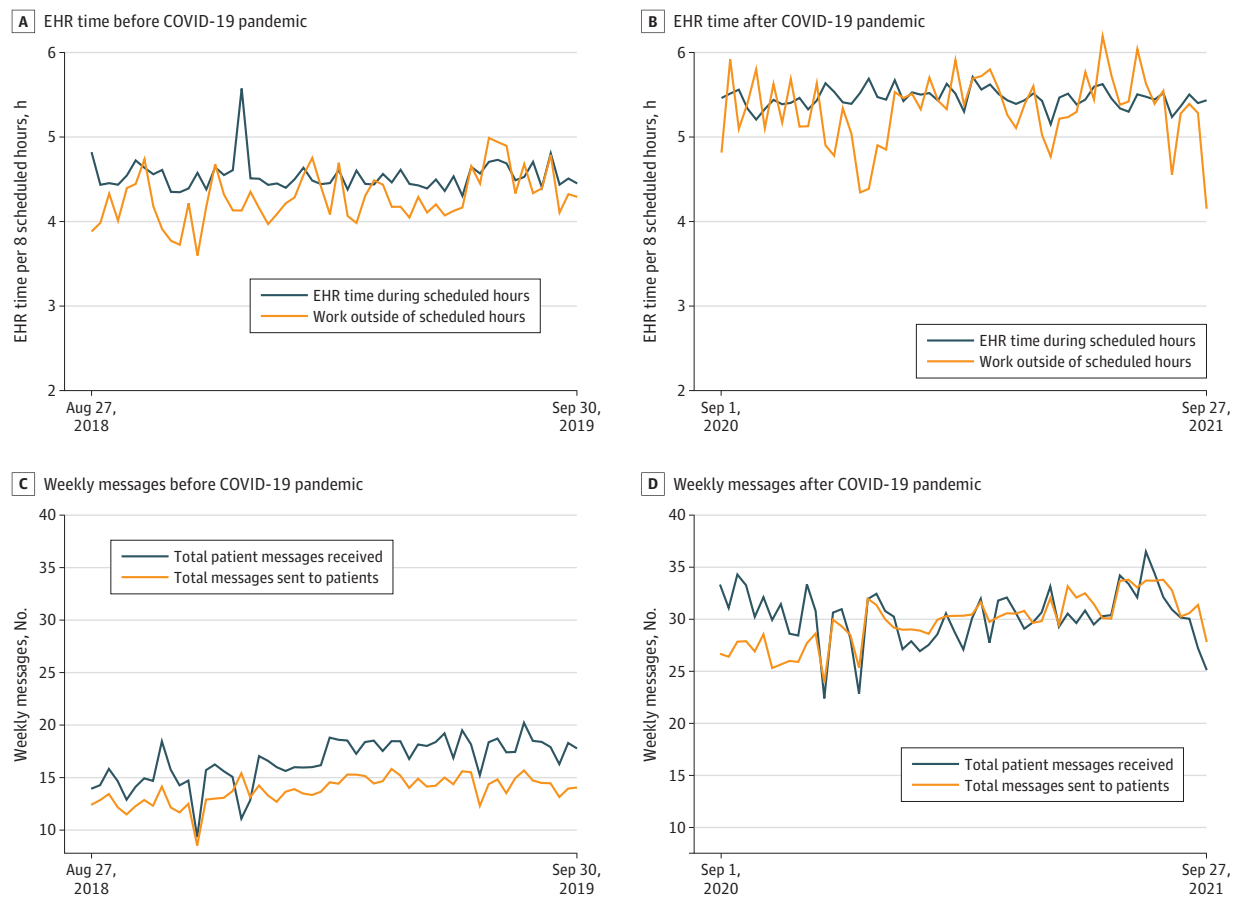 A EHR time before COVID-19 pandemic
EHR time per 8 scheduled hours, h
6
5
4
3
2
EHR time during scheduled hours
Work outside of scheduled hours
Aug 27,
2018
Sep 30,
2019
B EHR time after COVID-19 pandemic
EHR time per 8 scheduled hours, h
6
5
4
3
2
EHR time during scheduled hours
Work outside of scheduled hours
Sep 1,
2020
Sep 27,
2021
C Weekly messages before COVID-19 pandemic
Weekly messages, No.
40
35
30
25
20
15
10
Total patient messages received
Total messages sent to patients
Aug 27,
2018
Sep 30,
2019
D Weekly messages after COVID-19 pandemic
Weekly messages, No.
40
35
30
25
20
15
10
Total patient messages received
Total messages sent to patients
Sep 1,
2020
Sep 27,
2021